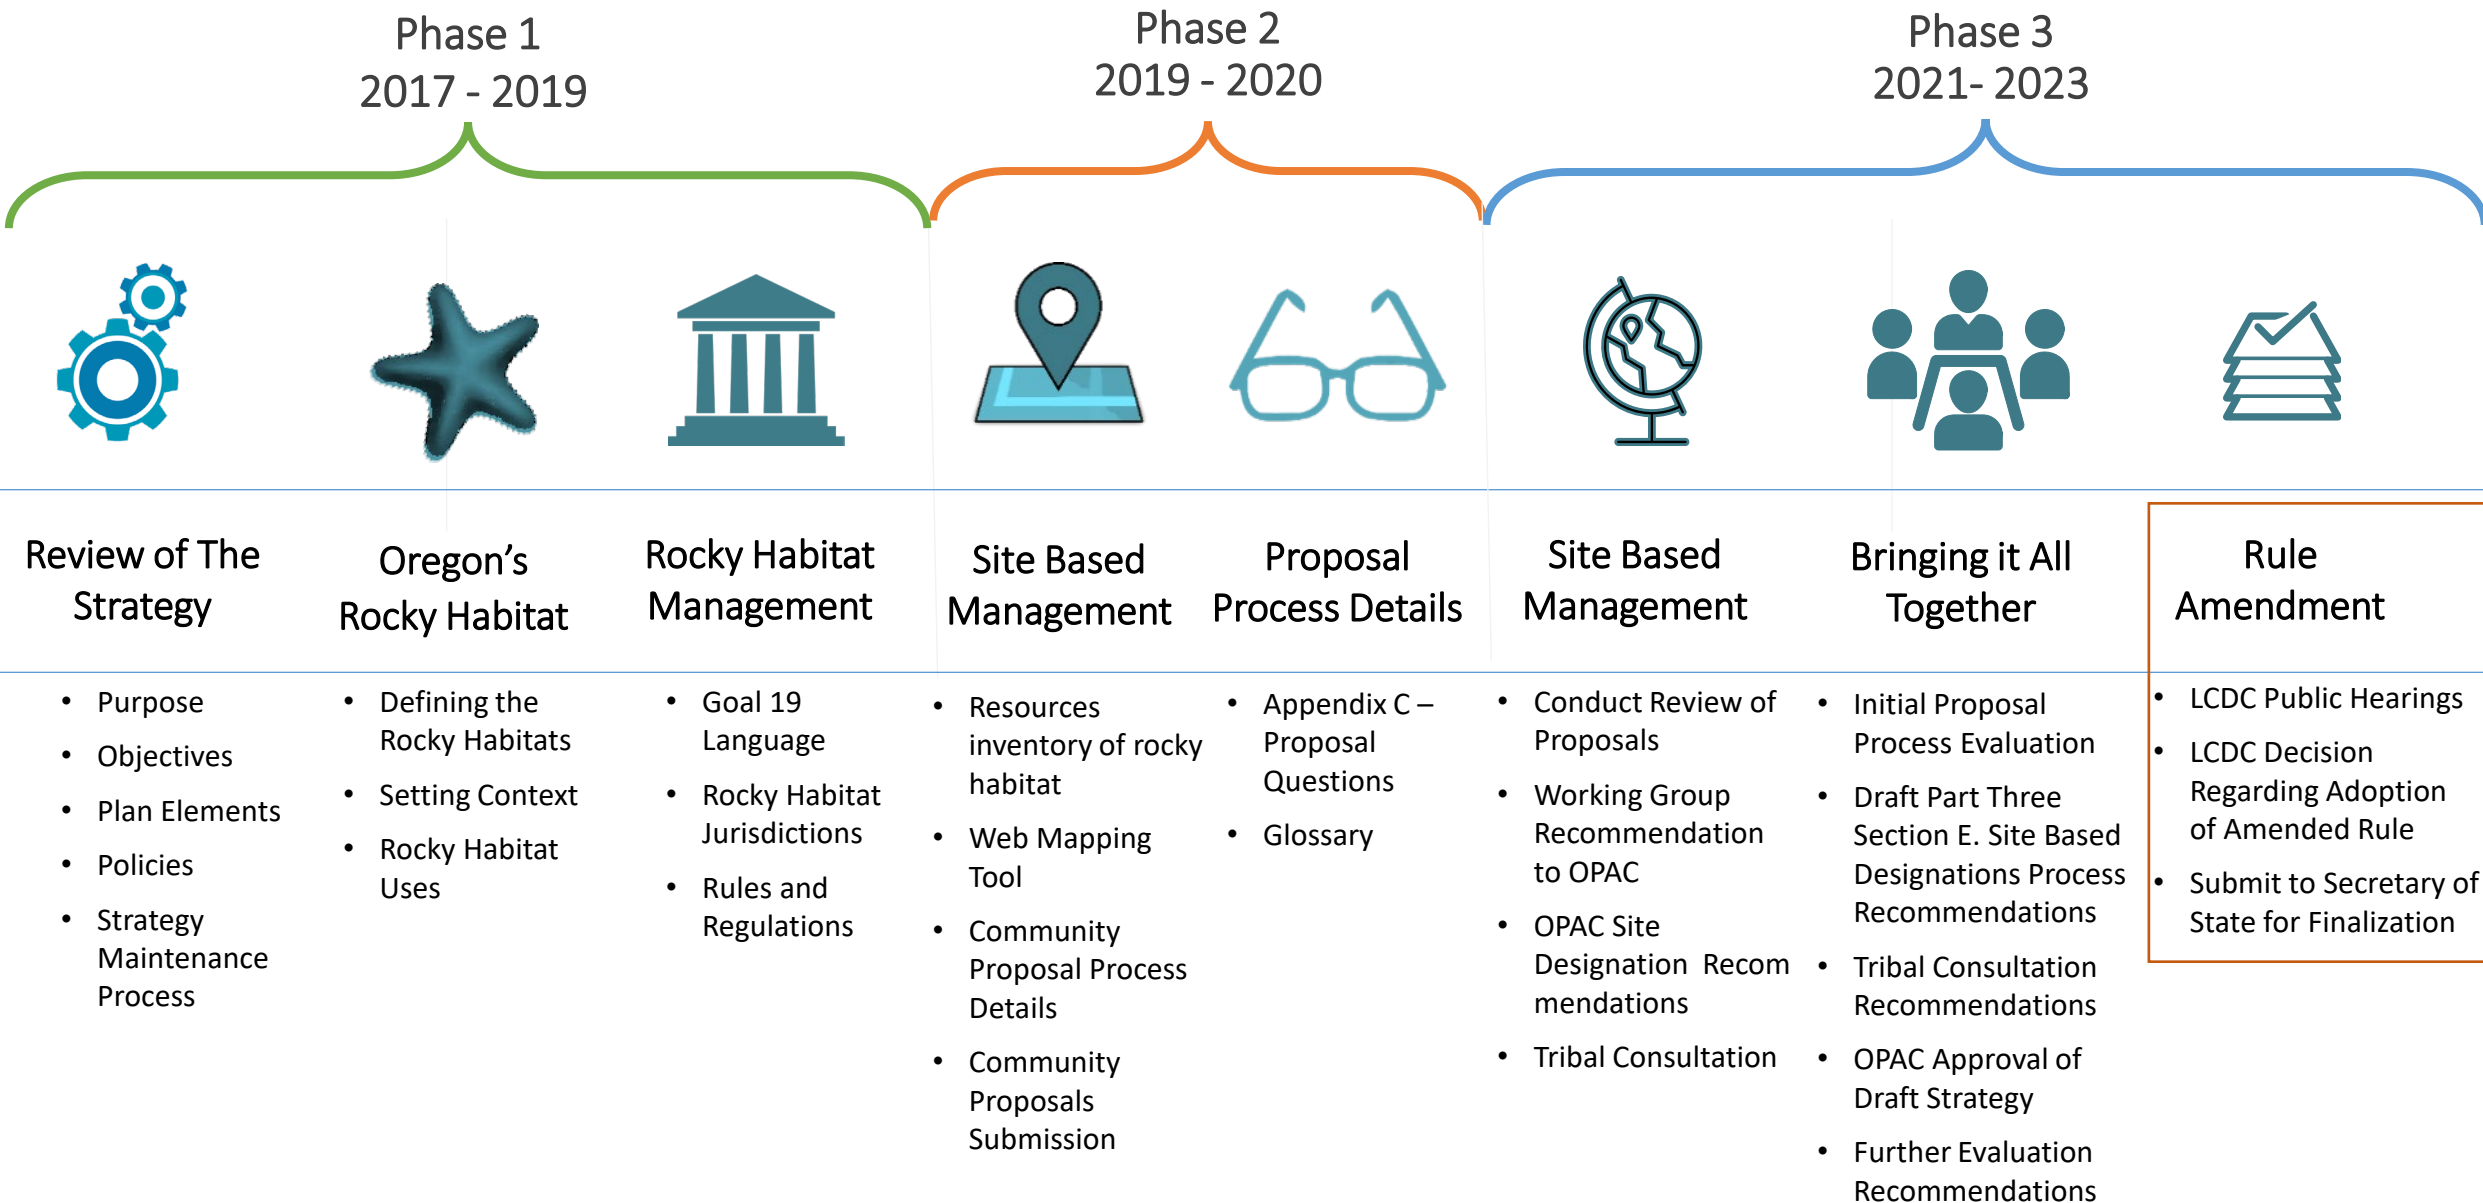 Phase 1
2017 - 2019
Phase 2
2019 - 2020
Phase 3
2021- 2023
Review of The
Strategy
Oregon's
Rocky Habitat
Rocky Habitat
Management
Site Based
Management
Proposal
Process Details
Site Based
Management
Bringing it All
Together
Rule
Amendment
• Purpose
• Objectives
• Plan Elements
• Policies
• Strategy
Maintenance
Process
• Defining the
Rocky Habitats
• Setting Context
• Rocky Habitat
Uses
• Goal 19
Language
• Rocky Habitat
Jurisdictions
• Rules and
Regulations
• Resources
inventory of rocky
habitat
• Web Mapping
Tool
• Community
Proposal Process
Details
• Community
Proposals
Submission
• Appendix C –
Proposal
Questions
• Glossary
• Conduct Review of
Proposals
• Working Group
Recommendation
to OPAC
• OPAC Site
Designation Recom
mendations
• Tribal Consultation
• Initial Proposal
Process Evaluation
• Draft Part Three
Section E. Site Based
Designations Process
Recommendations
• Tribal Consultation
Recommendations
• OPAC Approval of
Draft Strategy
• Further Evaluation
Recommendations
• LCDC Public Hearings
• LCDC Decision
Regarding Adoption
of Amended Rule
• Submit to Secretary of
State for Finalization